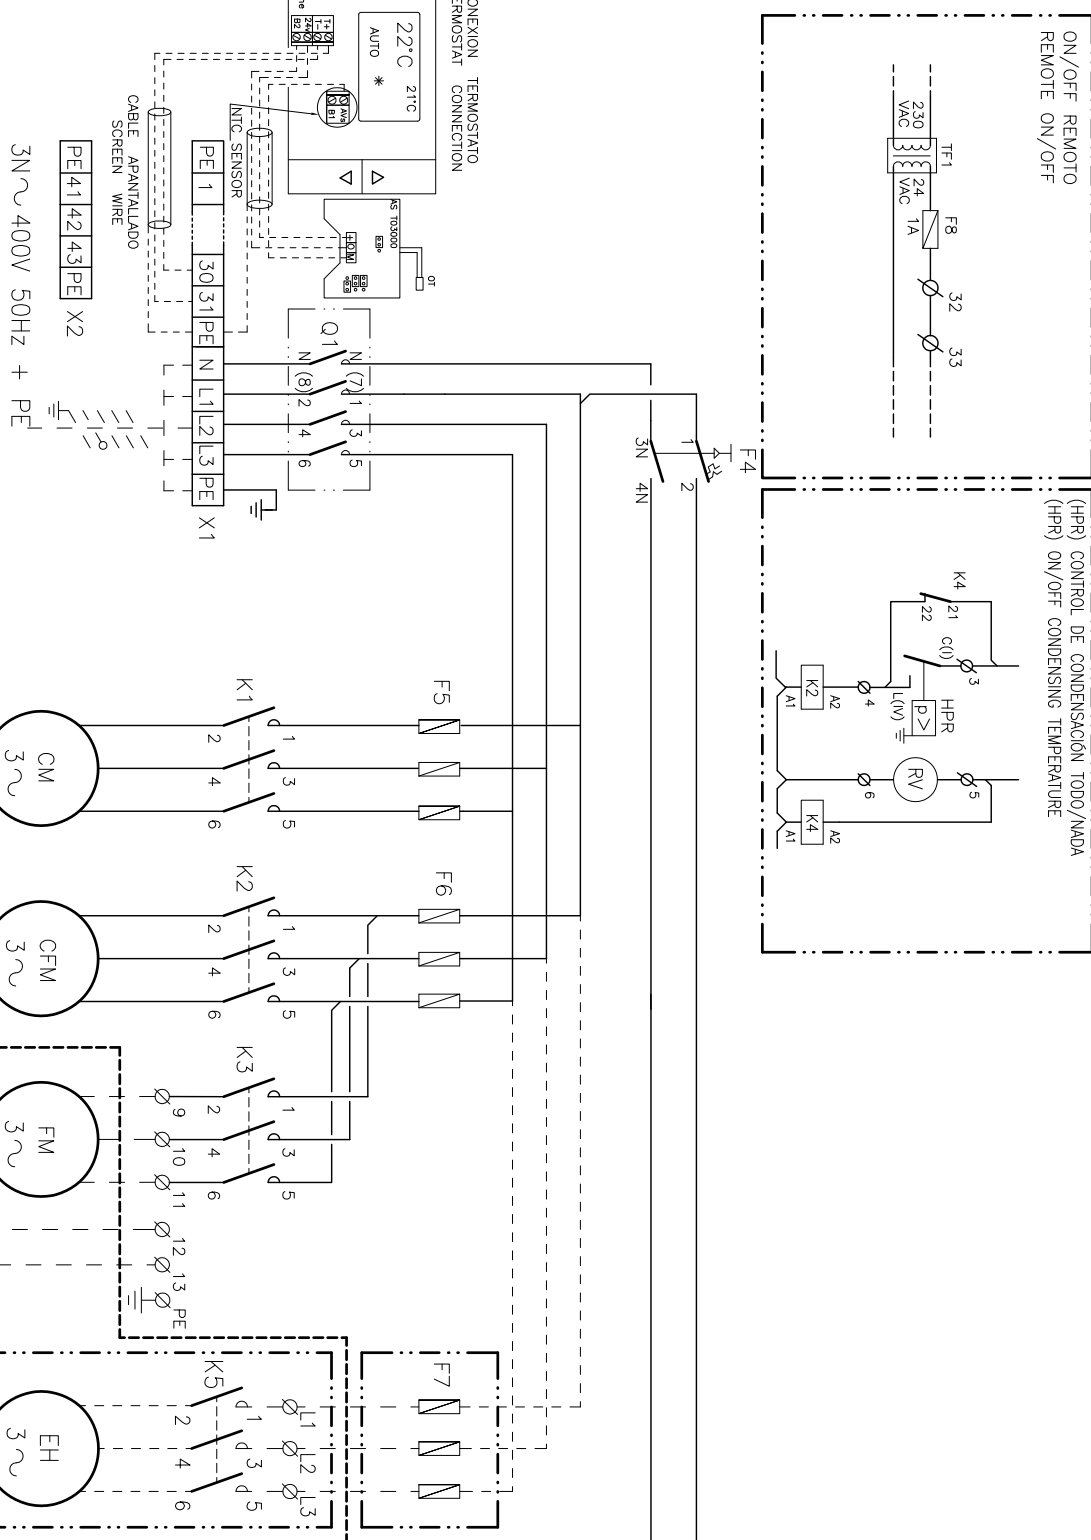 ON/OFF REMOTO
REMOTE ON/OFF
230
VAC
TF1
24
VAC
F8
1A
32
33
(HPR) CONTROL DE CONDENSACIÓN TODO/NADA
(HPR) ON/OFF CONDENSING TEMPERATURE
K4
21
22
C(I)
3
HPR
p >
L(IV)
4
K2
A1
A2
RV
5
6
K4
A1
A2
ONEXION TERMOSTATO
ERMOSTAT CONNECTION
22°C
21°C
AUTO
T+
T-
24v
B2
ne
AVs
B1
AS T03000
+
O
M
OT
NTC SENSOR
CABLE APANTALLADO
SCREEN WIRE
PE 1 30 31 PE N L1 L2 L3 PE X1
PE 41 42 43 PE X2
3N~ 400V 50Hz + PE
Q1
N (7) 1 3 5
N (8) 2 4 6
F4
1 2
3N 4N
F5
K1
1 3 5
2 4 6
CM
3~
F6
K2
1 3 5
2 4 6
CFM
3~
K3
1 3 5
2 4 6
9 10 11 12 13 PE
FM
3~
F7
L1 L2 L3
K5
1 3 5
2 4 6
EH
3~